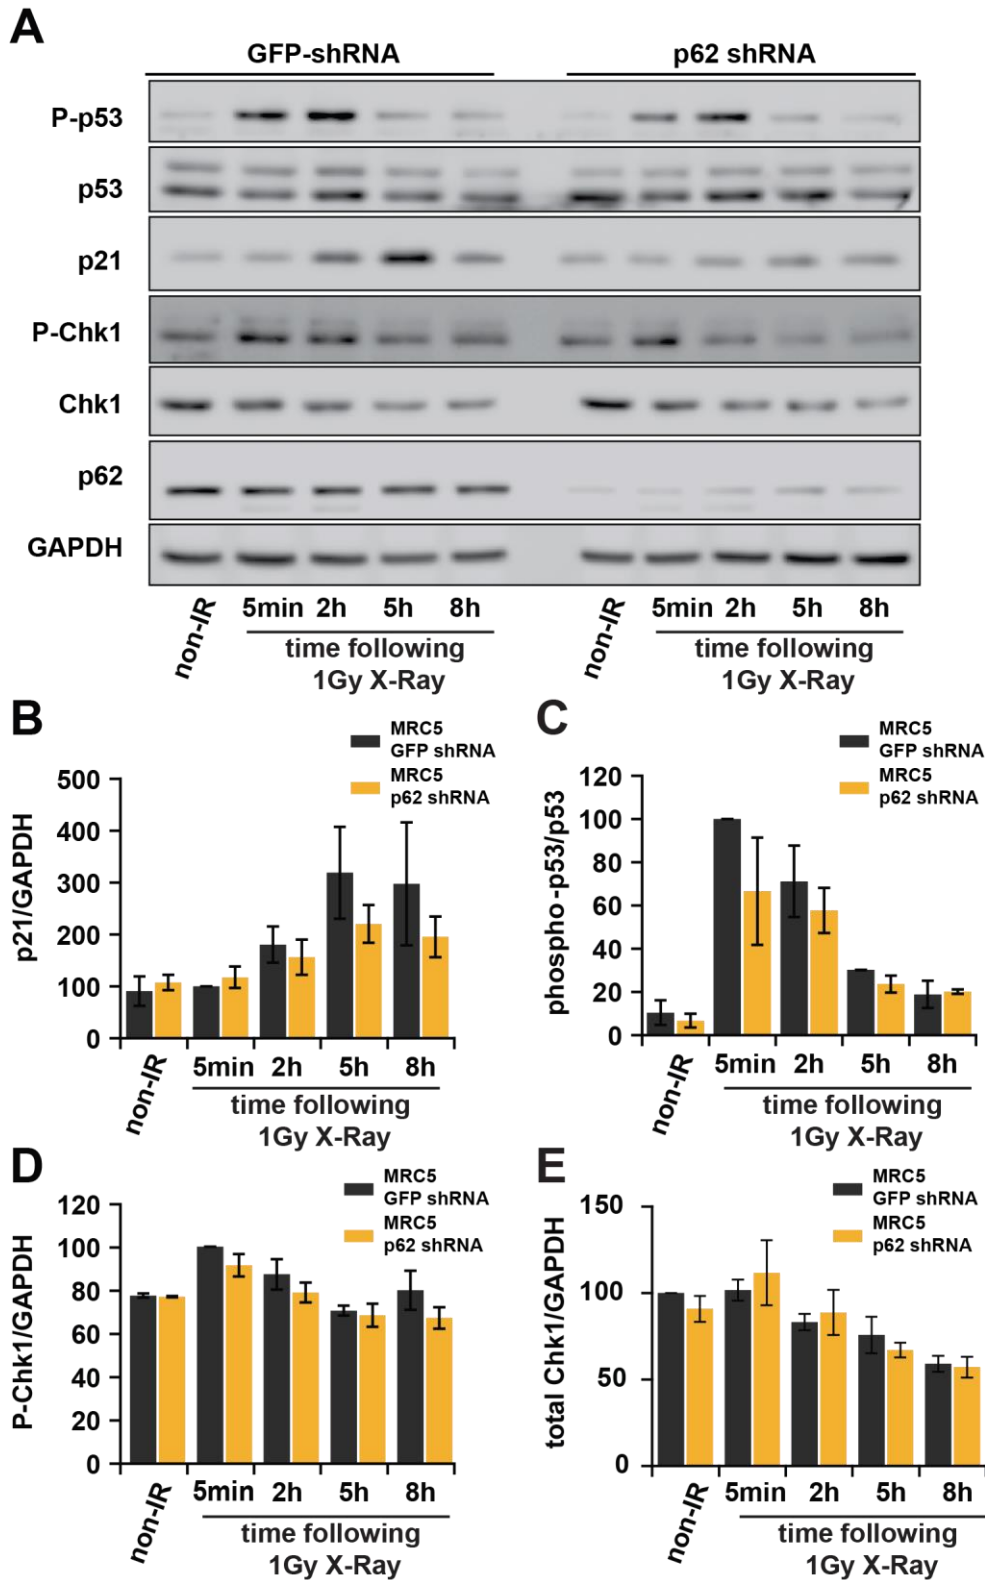 A
GFP-shRNA p62 shRNA
P-p53
p53
p21
P-Chk1
Chk1
p62
GAPDH
non-IR 5min 2h 5h 8h non-IR 5min 2h 5h 8h
time following time following
1Gy X-Ray 1Gy X-Ray
B
MRC5
GFP shRNA
MRC5
p62 shRNA
p21/GAPDH
500
400
300
200
100
0
non-IR 5min 2h 5h 8h
time following
1Gy X-Ray
C
MRC5
GFP shRNA
MRC5
p62 shRNA
phospho-p53/p53
120
100
80
60
40
20
0
non-IR 5min 2h 5h 8h
time following
1Gy X-Ray
D
MRC5
GFP shRNA
MRC5
p62 shRNA
P-Chk1/GAPDH
120
100
80
60
40
20
0
non-IR 5min 2h 5h 8h
time following
1Gy X-Ray
E
MRC5
GFP shRNA
MRC5
p62 shRNA
total Chk1/GAPDH
150
100
50
0
non-IR 5min 2h 5h 8h
time following
1Gy X-Ray